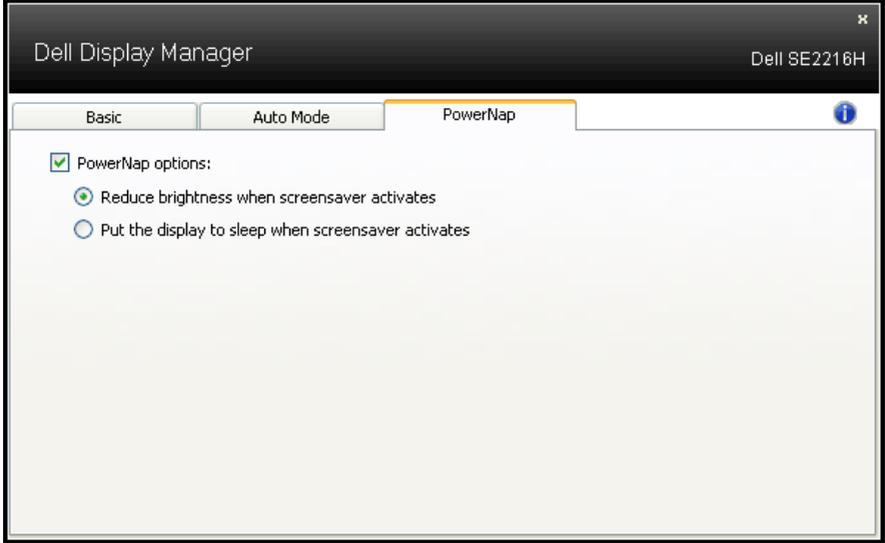 Dell Display Manager
Dell SE2216H
Basic
Auto Mode
PowerNap
PowerNap options:
Reduce brightness when screensaver activates
Put the display to sleep when screensaver activates